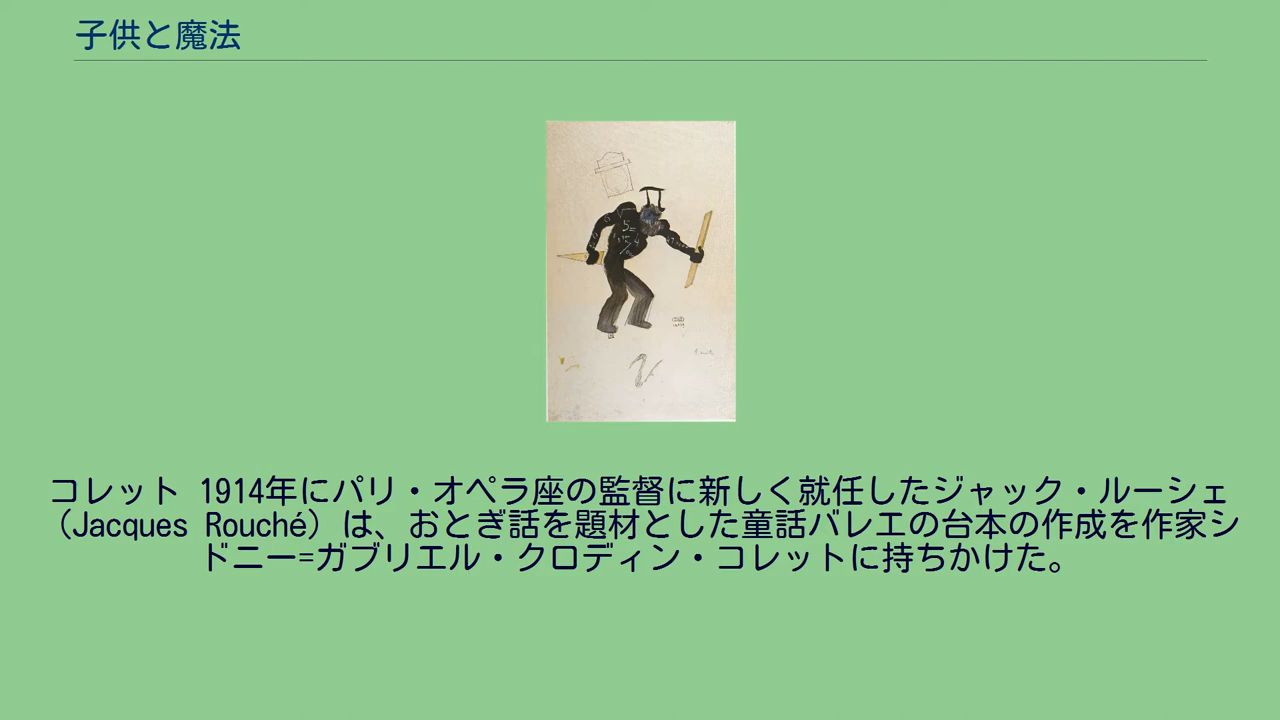 子供と魔法
コレット 1914年にパリ・オペラ座の監督に新しく就任したジャック・ルーシェ
（Jacques Rouché）は、おとぎ話を題材とした童話バレエの台本の作成を作家シ
ドニー=ガブリエル・クロディン・コレットに持ちかけた。